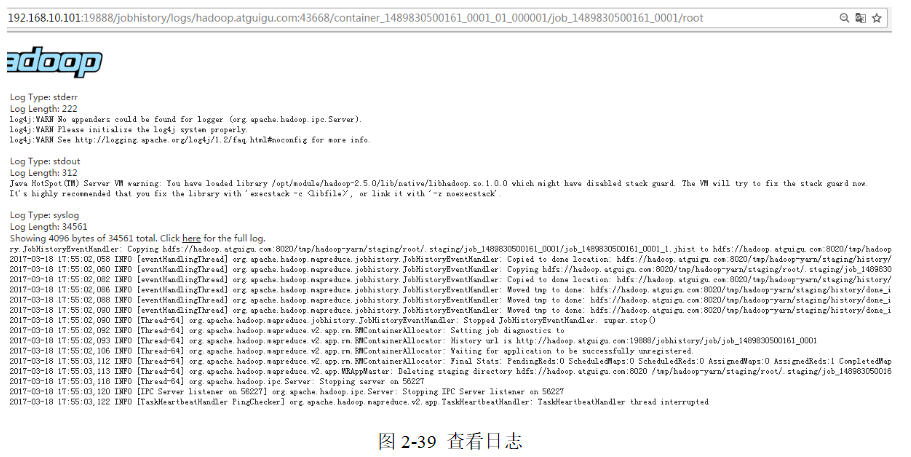 192.168.10.101:19888/jobhistory/logs/hadoop.atguigu.com:43668/container_1489830500161_0001_01_000001/job_1489830500161_0001/root
adoop
Log Type: stderr
Log Length: 222
log4j:WARN No appenders could be found for logger (org.apache.hadoop.ipc.Server).
log4j:WARN Please initialize the log4j system properly.
log4j:WARN See http://logging.apache.org/log4j/1.2/faq.html#noconfig for more info.
Log Type: stdout
Log Length: 312
Java HotSpot(TM) Server VM warning: You have loaded library /opt/module/hadoop-2.5.0/lib/native/libhadoop.so.1.0.0 which might have disabled stack guard. The VM will try to fix the stack guard now.
It's highly recommended that you fix the library with 'execstack -c <libfile>', or link it with '-z noexecstack'.
Log Type: syslog
Log Length: 34561
Showing 4096 bytes of 34561 total. Click here for the full log.
ry.JobHistoryEventHandler: Copying hdfs://hadoop.atguigu.com:8020/tmp/hadoop-yarn/staging/root/.staging/job_1489830500161_0001/job_1489830500161_0001_1.jhist to hdfs://hadoop.atguigu.com:8020/tmp/hadoop
2017-03-18 17:55:02,058 INFO [eventHandlingThread] org.apache.hadoop.mapreduce.jobhistory.JobHistoryEventHandler: Copied to done location: hdfs://hadoop.atguigu.com:8020/tmp/hadoop-yarn/staging/history/
2017-03-18 17:55:02,060 INFO [eventHandlingThread] org.apache.hadoop.mapreduce.jobhistory.JobHistoryEventHandler: Copying hdfs://hadoop.atguigu.com:8020/tmp/hadoop-yarn/staging/root/.staging/job_1489830
2017-03-18 17:55:02,082 INFO [eventHandlingThread] org.apache.hadoop.mapreduce.jobhistory.JobHistoryEventHandler: Copied to done location: hdfs://hadoop.atguigu.com:8020/tmp/hadoop-yarn/staging/history/
2017-03-18 17:55:02,086 INFO [eventHandlingThread] org.apache.hadoop.mapreduce.jobhistory.JobHistoryEventHandler: Moved tmp to done: hdfs://hadoop.atguigu.com:8020/tmp/hadoop-yarn/staging/history/done_i
2017-03-18 17:55:02,088 INFO [eventHandlingThread] org.apache.hadoop.mapreduce.jobhistory.JobHistoryEventHandler: Moved tmp to done: hdfs://hadoop.atguigu.com:8020/tmp/hadoop-yarn/staging/history/done_i
2017-03-18 17:55:02,090 INFO [eventHandlingThread] org.apache.hadoop.mapreduce.jobhistory.JobHistoryEventHandler: Moved tmp to done: hdfs://hadoop.atguigu.com:8020/tmp/hadoop-yarn/staging/history/done_i
2017-03-18 17:55:02,090 INFO [Thread-64] org.apache.hadoop.mapreduce.jobhistory.JobHistoryEventHandler: Stopped JobHistoryEventHandler. super.stop()
2017-03-18 17:55:02,092 INFO [Thread-64] org.apache.hadoop.mapreduce.v2.app.rm.RMContainerAllocator: Setting job diagnostics to
2017-03-18 17:55:02,093 INFO [Thread-64] org.apache.hadoop.mapreduce.v2.app.rm.RMContainerAllocator: History url is http://hadoop.atguigu.com:19888/jobhistory/job/job_1489830500161_0001
2017-03-18 17:55:02,106 INFO [Thread-64] org.apache.hadoop.mapreduce.v2.app.rm.RMContainerAllocator: Waiting for application to be successfully unregistered.
2017-03-18 17:55:03,112 INFO [Thread-64] org.apache.hadoop.mapreduce.v2.app.rm.RMContainerAllocator: Final Stats: PendingReds:0 ScheduledMaps:0 ScheduledReds:0 AssignedMaps:0 AssignedReds:1 CompletedMap
2017-03-18 17:55:03,113 INFO [Thread-64] org.apache.hadoop.mapreduce.v2.app.MRAppMaster: Deleting staging directory hdfs://hadoop.atguigu.com:8020 /tmp/hadoop-yarn/staging/root/.staging/job_148983050016
2017-03-18 17:55:03,118 INFO [Thread-64] org.apache.hadoop.ipc.Server: Stopping server on 56227
2017-03-18 17:55:03,120 INFO [IPC Server listener on 56227] org.apache.hadoop.ipc.Server: Stopping IPC Server listener on 56227
2017-03-18 17:55:03,122 INFO [TaskHeartbeatHandler PingChecker] org.apache.hadoop.mapreduce.v2.app.TaskHeartbeatHandler: TaskHeartbeatHandler thread interrupted
图 2-39 查看日志